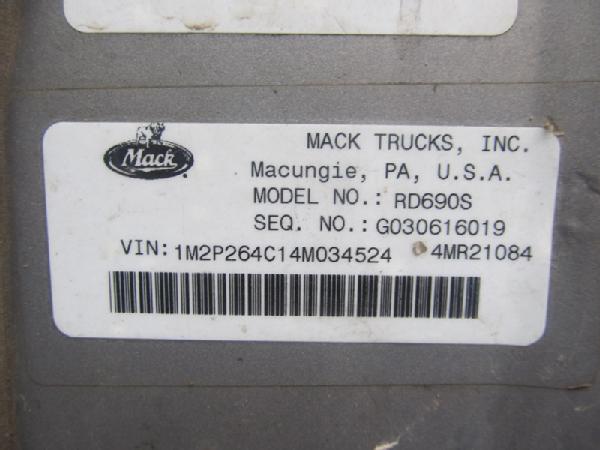 Mack
MACK TRUCKS, INC.
Macungie, PA, U.S.A.
MODEL NO.: RD690S
SEQ. NO.: G030616019
VIN: 1M2P264C14M034524 4MR21084